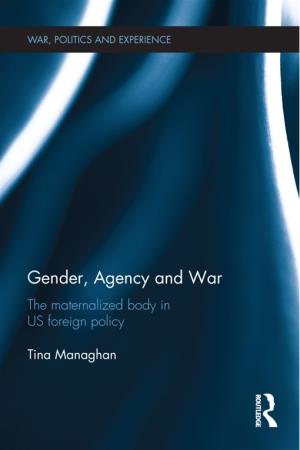 WAR, POLITICS AND EXPERIENCE
Gender, Agency and War
The maternalized body in
US foreign policy
Tina Managhan
ROUTLEDGE